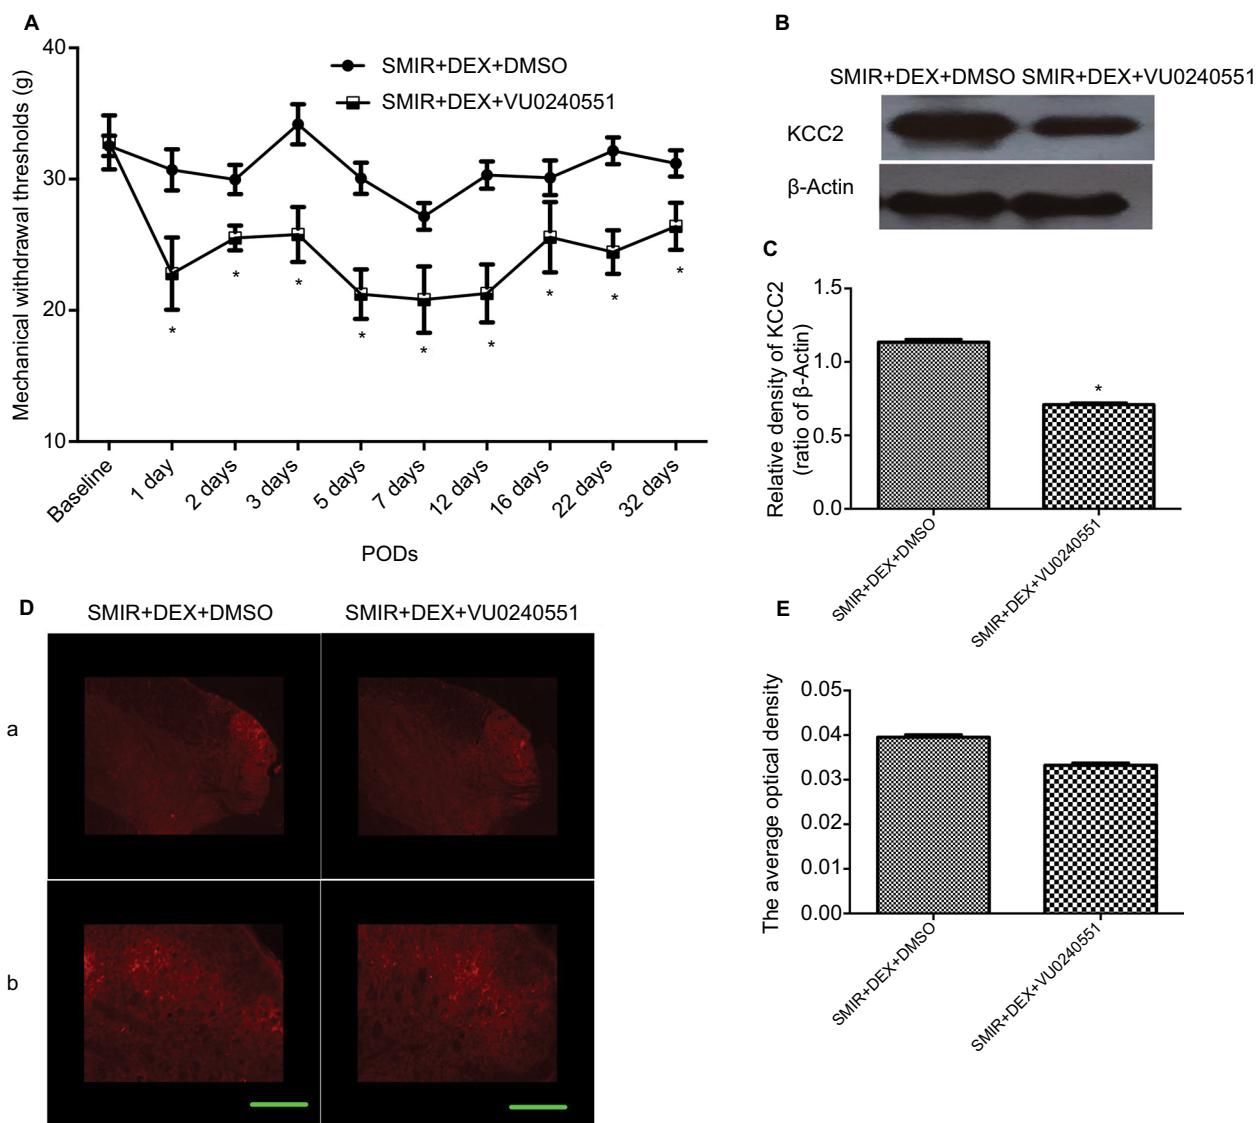 A
40
30
20
10
Mechanical withdrawal thresholds (g)
SMIR+DEX+DMSO
SMIR+DEX+VU0240551
*
*
*
*
*
*
*
*
*
Baseline
1 day
2 days
3 days
5 days
7 days
12 days
16 days
22 days
32 days
PODs
B
SMIR+DEX+DMSO SMIR+DEX+VU0240551
KCC2
β-Actin
C
Relative density of KCC2
(ratio of β-Actin)
1.5
1.0
0.5
0.0
*
SMIR+DEX+DMSO
SMIR+DEX+VU0240551
D
SMIR+DEX+DMSO
SMIR+DEX+VU0240551
a
b
E
The average optical density
0.05
0.04
0.03
0.02
0.01
0.00
SMIR+DEX+DMSO
SMIR+DEX+VU0240551